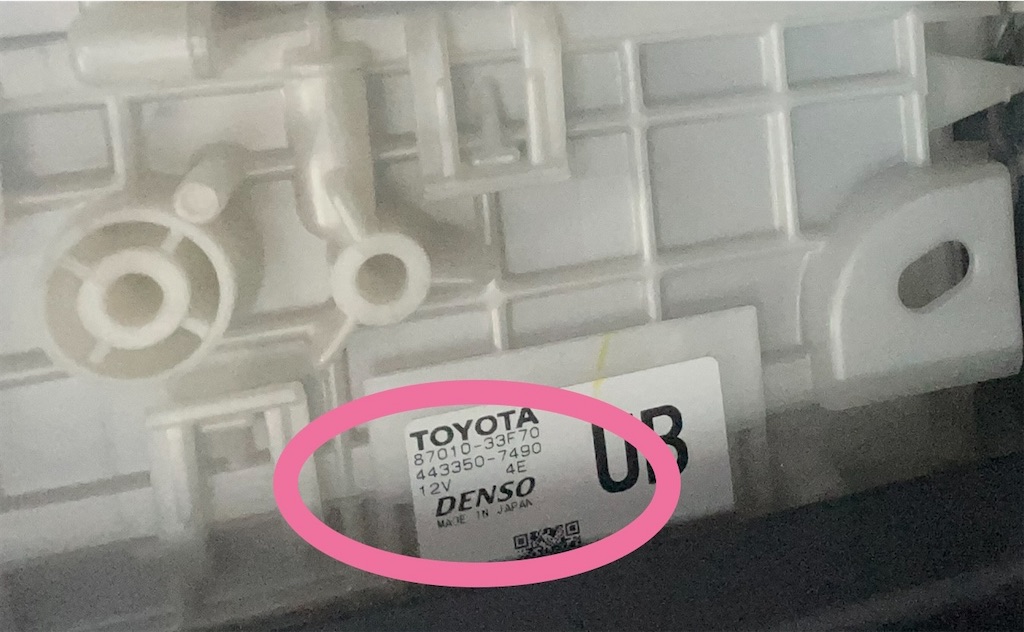 TOYOTA
87010-33F70
443350-7490
12V 4E
DENSO
MADE IN JAPAN
UB